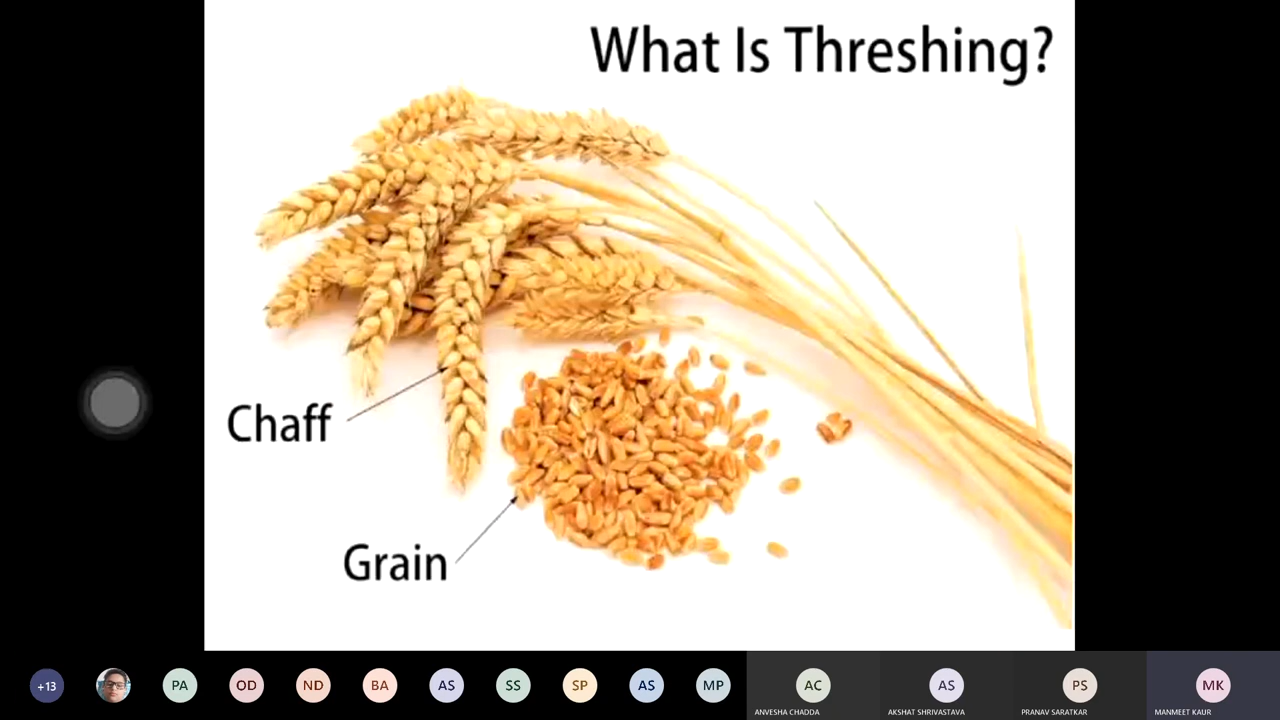 What Is Threshing?
Chaff
Grain
+13
PA
OD
ND
BA
AS
SS
SP
AS
MP
AC
AS
PS
MK
ANVESHA CHADDA
AKSHAT SHRIVASTAVA
PRANAV SARATKAR
MANMEET KAUR